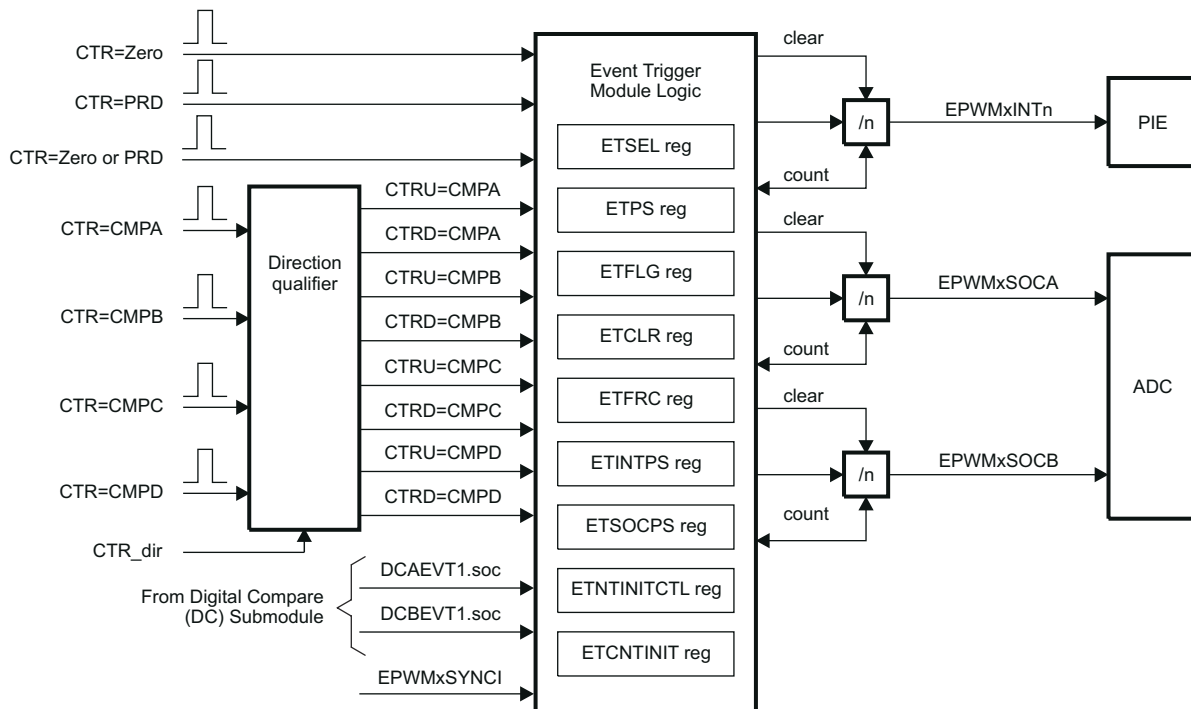 CTR=Zero
CTR=PRD
CTR=Zero or PRD
CTR=CMPA
CTR=CMPB
CTR=CMPC
CTR=CMPD
CTR_dir
Direction
qualifier
CTRU=CMPA
CTRD=CMPA
CTRU=CMPB
CTRD=CMPB
CTRU=CMPC
CTRD=CMPC
CTRU=CMPD
CTRD=CMPD
From Digital Compare
(DC) Submodule
DCAEVT1.soc
DCBEVT1.soc
EPWMxSYNCI
Event Trigger
Module Logic
ETSEL reg
ETPS reg
ETFLG reg
ETCLR reg
ETFRC reg
ETINTPS reg
ETSOCPS reg
ETNTINITCTL reg
ETCNTINIT reg
clear
/n
count
EPWMxINTn
PIE
clear
/n
count
EPWMxSOCA
clear
/n
count
EPWMxSOCB
ADC